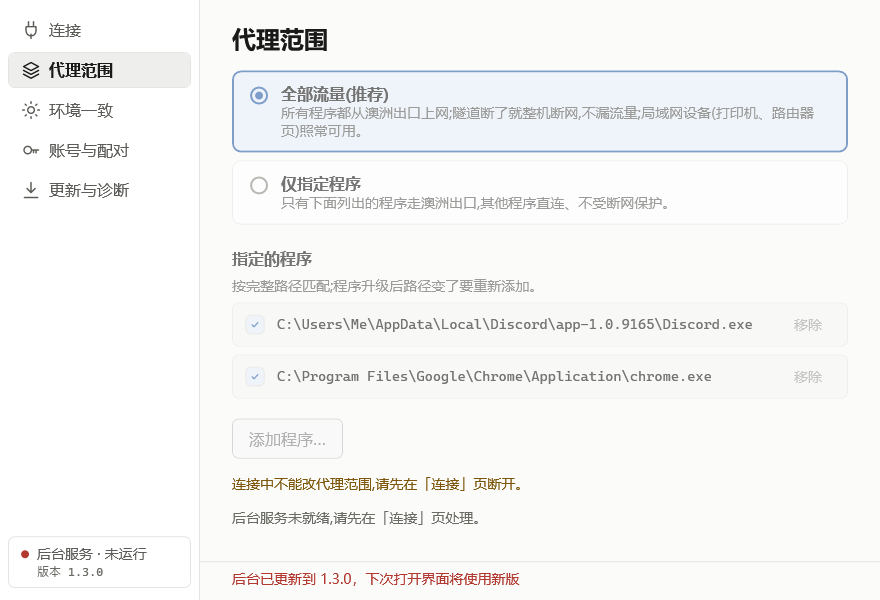 连接
代理范围
环境一致
账号与配对
更新与诊断
后台服务 · 未运行
版本 1.3.0
代理范围
全部流量(推荐)
所有程序都从澳洲出口上网;隧道断了就整机断网,不漏流量;局域网设备(打印机、路由器
页)照常可用。
仅指定程序
只有下面列出的程序走澳洲出口,其他程序直连、不受断网保护。
指定的程序
按完整路径匹配;程序升级后路径变了要重新添加。
C:\Users\Me\AppData\Local\Discord\app-1.0.9165\Discord.exe 移除
C:\Program Files\Google\Chrome\Application\chrome.exe 移除
添加程序...
连接中不能改代理范围,请先在「连接」页断开。
后台服务未就绪,请先在「连接」页处理。
后台已更新到 1.3.0，下次打开界面将使用新版